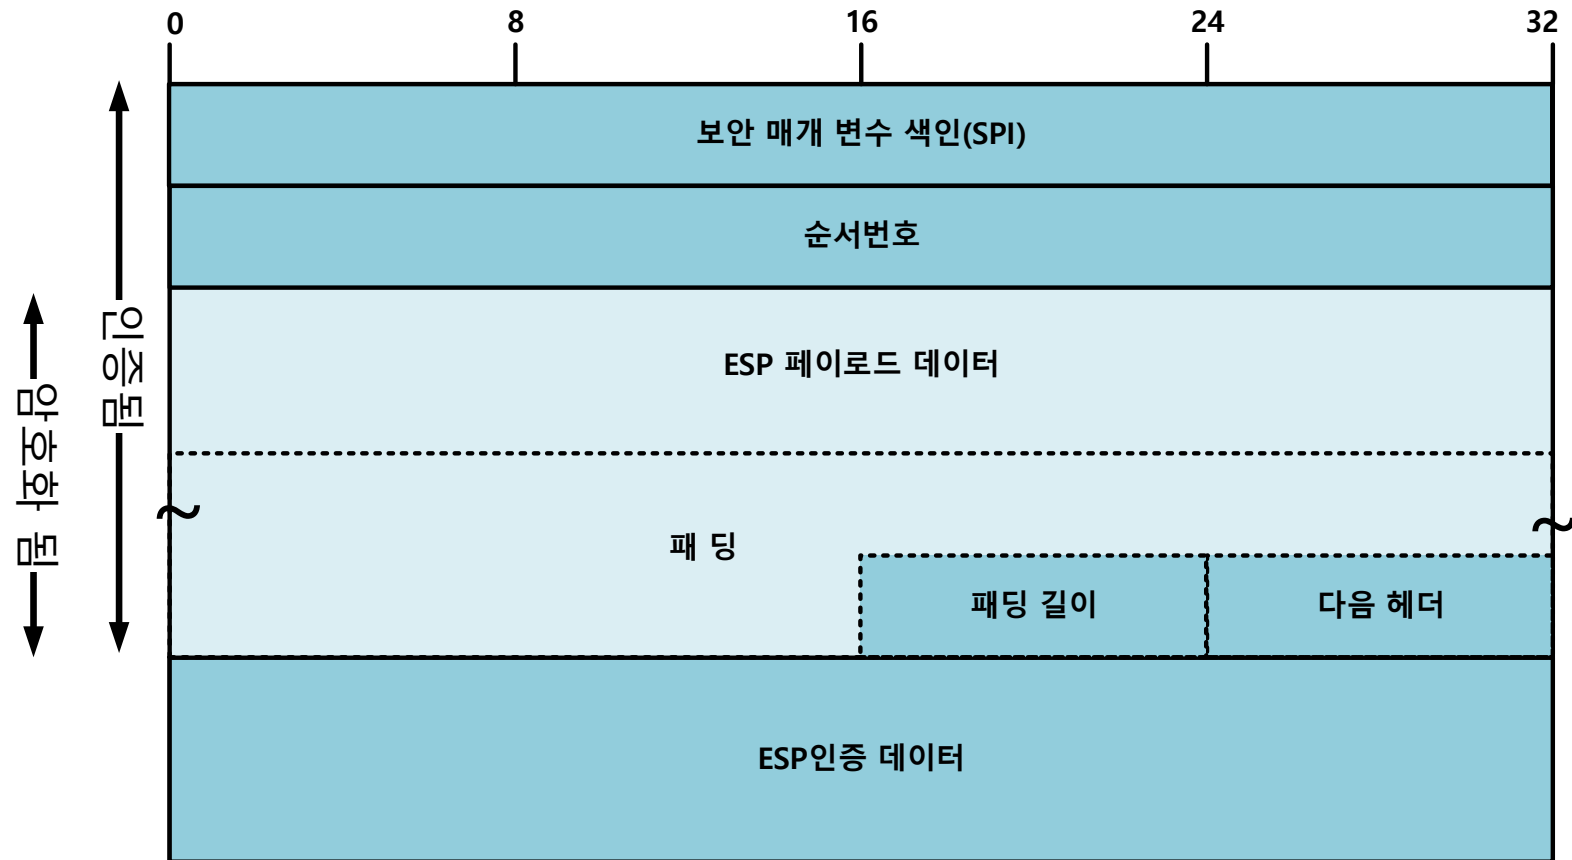 0 8 16 24 32
보안 매개 변수 색인(SPI)
순서번호
ESP 페이로드 데이터
패 딩
패딩 길이 다음 헤더
ESP인증 데이터
인증됨
암호화 됨